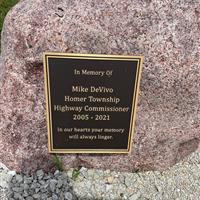 In Memory Of
Mike DeVivo
Homer Township
Highway Commissioner
2005 - 2021
In our hearts your memory
will always linger.